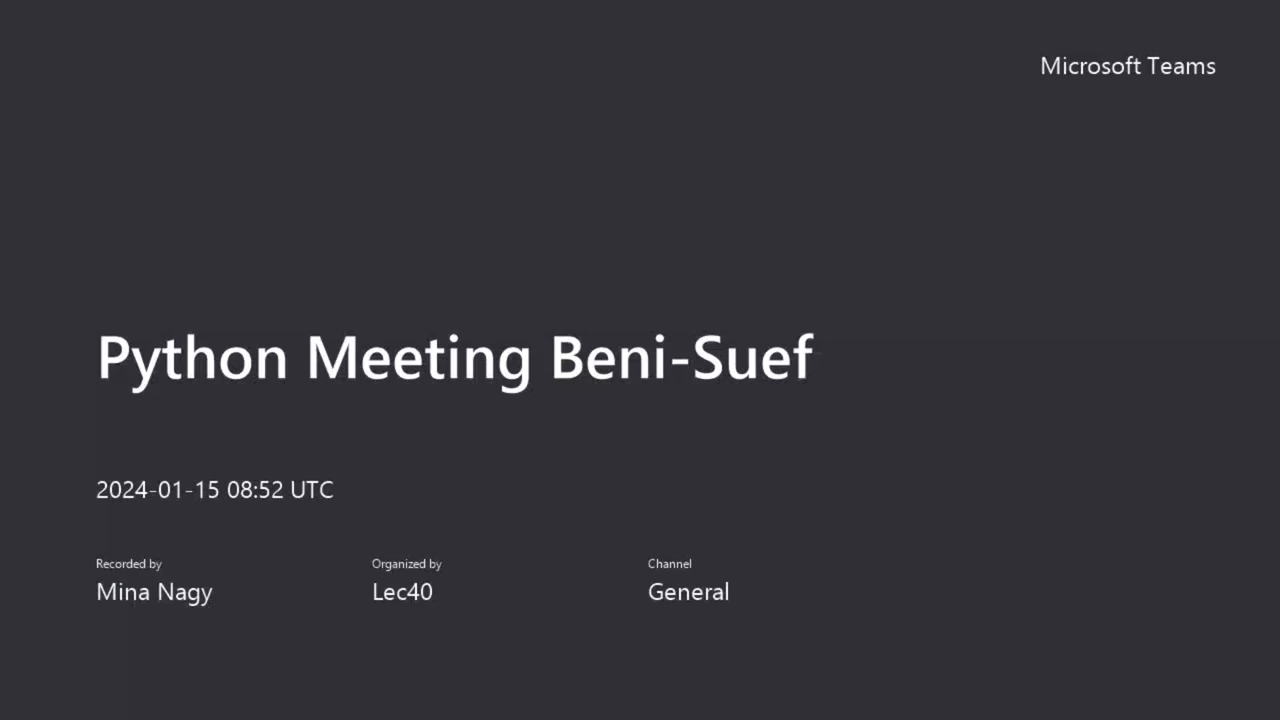 Microsoft Teams
Python Meeting Beni-Suef
2024-01-15 08:52 UTC
Recorded by
Mina Nagy
Organized by
Lec40
Channel
General